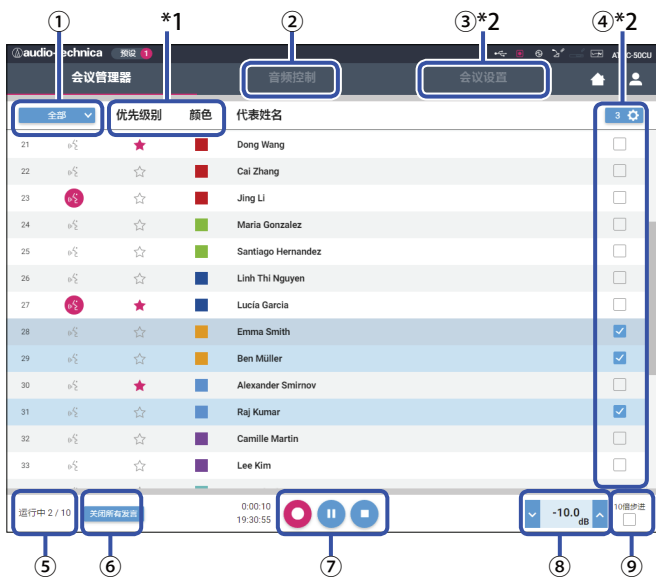 ① *1 ② ③*2 ④*2
audio-technica 预设 1 ATUC-50CU
会议管理器 音频控制 会议设置
全部 优先级别 颜色 代表姓名 3
21 Dong Wang
22 Cai Zhang
23 Jing Li
24 Maria Gonzalez
25 Santiago Hernandez
26 Linh Thi Nguyen
27 Lucía Garcia
28 Emma Smith
29 Ben Müller
30 Alexander Smirnov
31 Raj Kumar
32 Camille Martin
33 Lee Kim
运行中 2 / 10 关闭所有发言 0:00:10 -10.0 10倍步进
19:30:55 dB
⑤ ⑥ ⑦ ⑧ ⑨